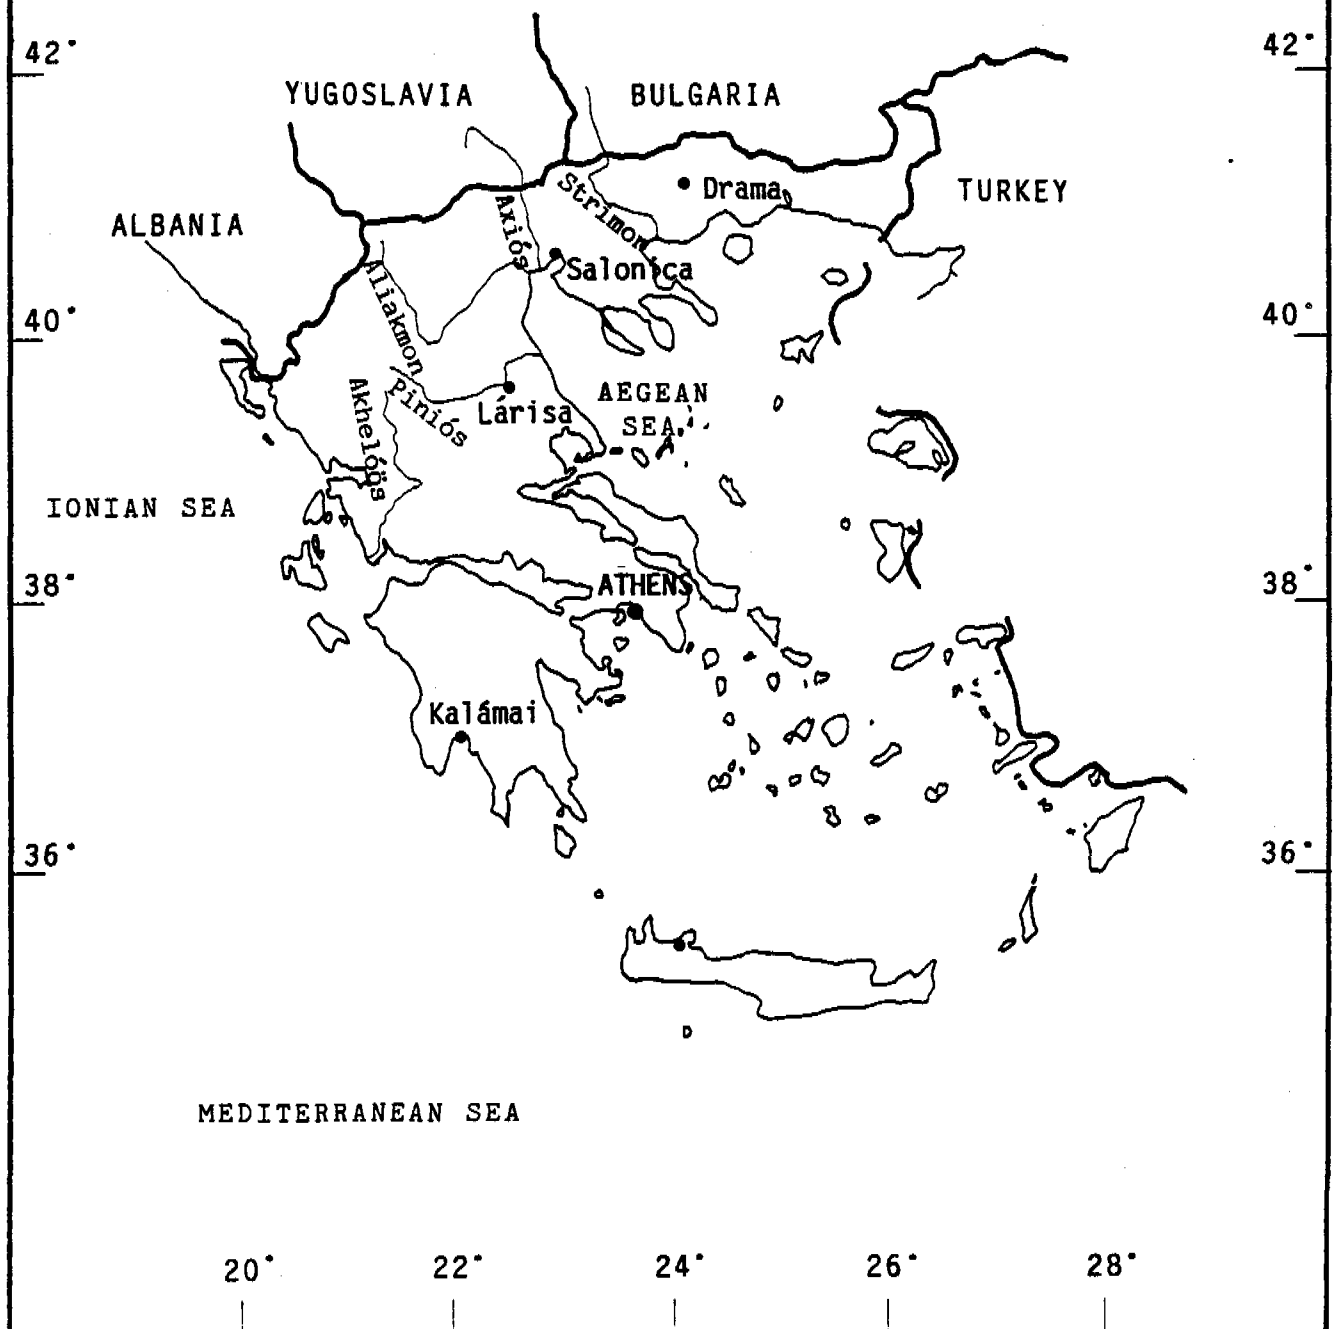 42° 42°
YUGOSLAVIA BULGARIA
Drama TURKEY
Strimon
Axiós
ALBANIA
Salonica
Aliakmon
40° 40°
Piniós
Lárisa
AEGEAN
SEA
Akhelóös
IONIAN SEA
38° 38°
ATHENS
Kalámai
36° 36°
MEDITERRANEAN SEA
20° 22° 24° 26° 28°